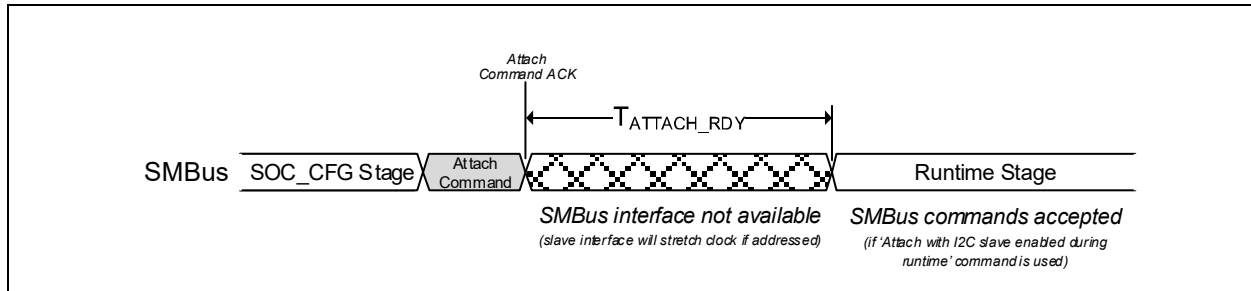 Attach
Command ACK
TATTACH_RDY
SMBus
SOC_CFG Stage
Attach
Command
Runtime Stage
SMBus interface not available
(slave interface will stretch clock if addressed)
SMBus commands accepted
(if ‘Attach with I2C slave enabled during
runtime’ command is used)